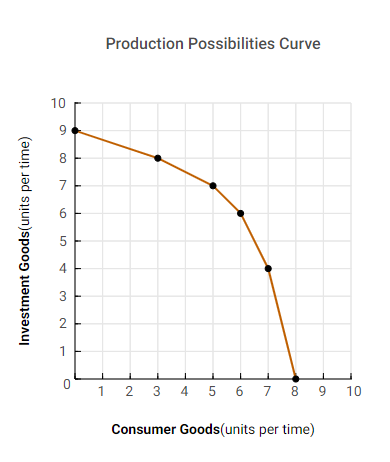 Production Possibilities Curve
10
9
8
7
6
5
4
3
2
1
0
1 2 3 4 5 6 7 8 9 10
Investment Goods(units per time)
Consumer Goods(units per time)